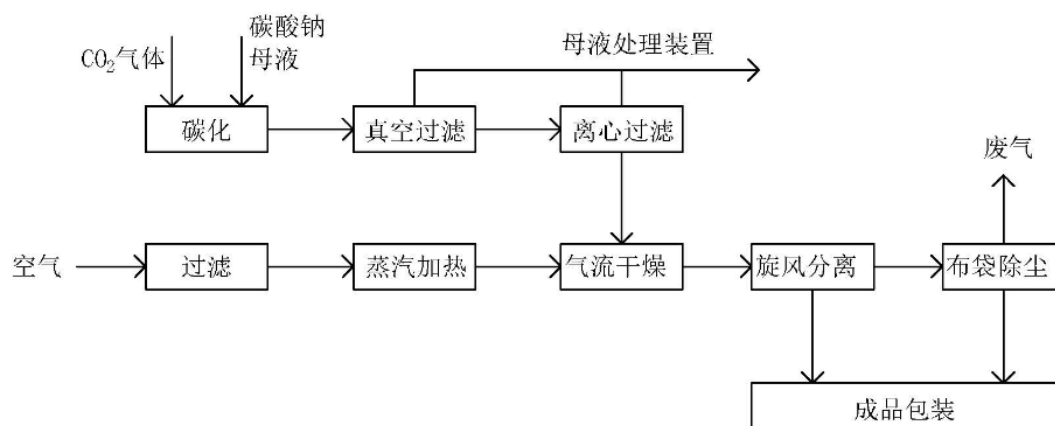 碳酸钠
母液
CO₂气体
母液处理装置
碳化
真空过滤
离心过滤
废气
空气
过滤
蒸汽加热
气流干燥
旋风分离
布袋除尘
成品包装